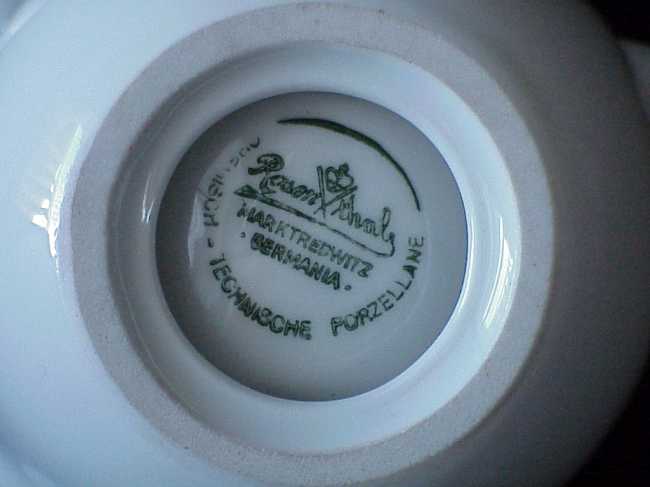 Rosenthal
MARKTREDWITZ
· GERMANIA ·
- TECHNISCHE PORZELLANE